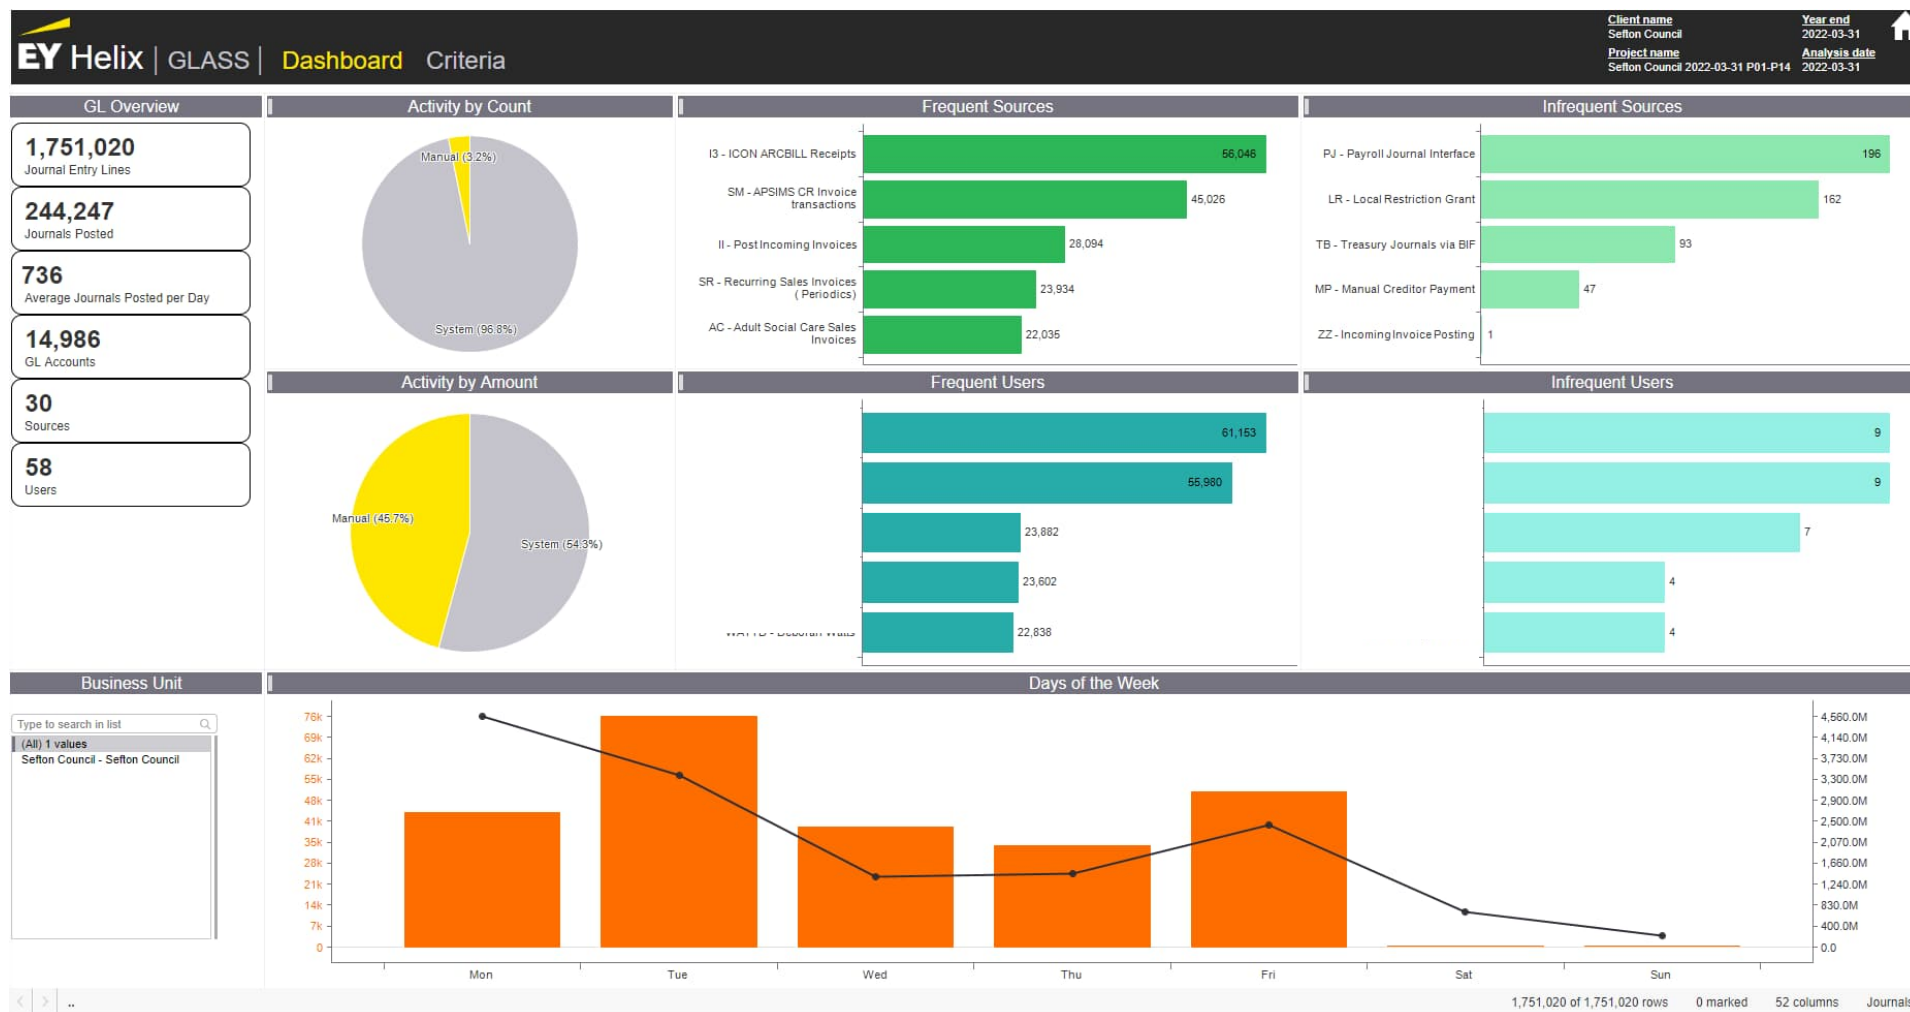 EY Helix | GLASS | Dashboard Criteria
Client name
Sefton Council
Project name
Sefton Council 2022-03-31 P01-P14
Year end
2022-03-31
Analysis date
2022-03-31
GL Overview
1,751,020
Journal Entry Lines
244,247
Journals Posted
736
Average Journals Posted per Day
14,986
GL Accounts
30
Sources
58
Users
Activity by Count
Manual (3.2%)
System (96.8%)
Frequent Sources
I3 - ICON ARCBILL Receipts
56,046
SM - APSIMS CR Invoice
transactions
45,026
II - Post Incoming Invoices
28,094
SR - Recurring Sales Invoices
( Periodics)
23,934
AC - Adult Social Care Sales
Invoices
22,035
Infrequent Sources
PJ - Payroll Journal Interface
196
LR - Local Restriction Grant
162
TB - Treasury Journals via BIF
93
MP - Manual Creditor Payment
47
ZZ - Incoming Invoice Posting
1
Activity by Amount
Manual (45.7%)
System (54.3%)
Frequent Users
61,153
55,980
23,882
23,602
22,838
Infrequent Users
9
9
7
4
4
Business Unit
Type to search in list
(All) 1 values
Sefton Council - Sefton Council
Days of the Week
76k
69k
62k
55k
48k
41k
35k
28k
21k
14k
7k
0
4,560.0M
4,140.0M
3,730.0M
3,300.0M
2,900.0M
2,500.0M
2,070.0M
1,660.0M
1,240.0M
830.0M
400.0M
0.0
Mon Tue Wed Thu Fri Sat Sun
..
1,751,020 of 1,751,020 rows 0 marked 52 columns Journals